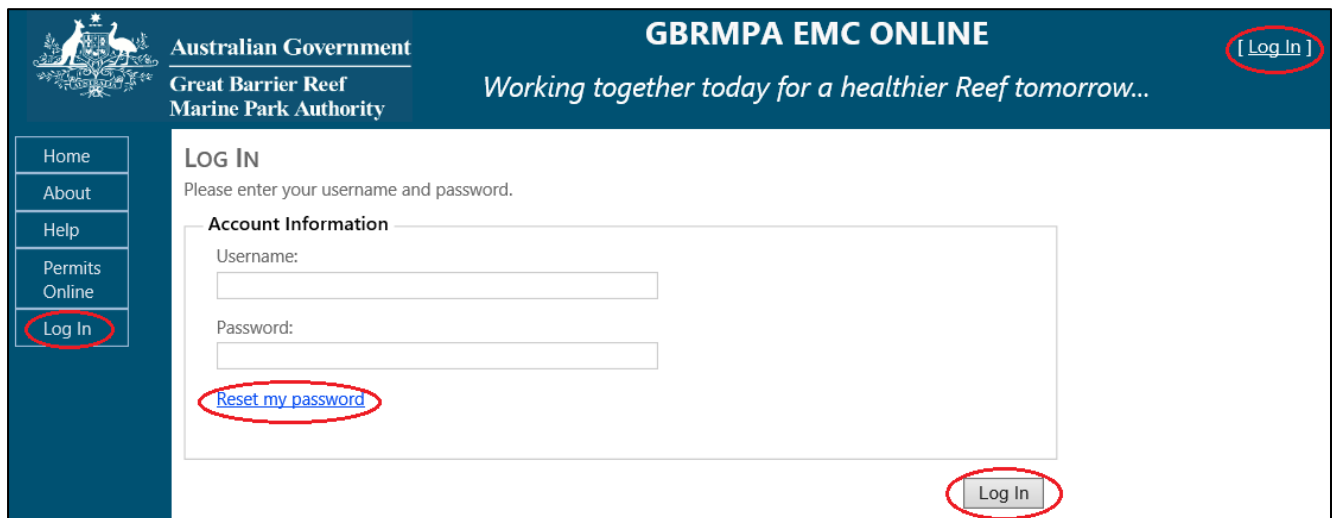 Australian Government
Great Barrier Reef
Marine Park Authority
GBRMPA EMC ONLINE
Working together today for a healthier Reef tomorrow...
[ Log In ]
Home
About
Help
Permits
Online
Log In
LOG IN
Please enter your username and password.
Account Information
Username:
Password:
Reset my password
Log In